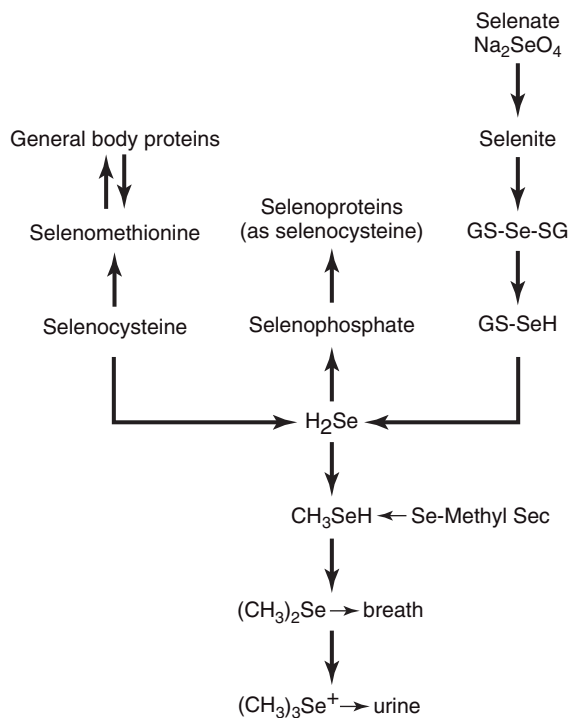 Selenate
Na₂SeO₄
General body proteins
Selenite
Selenoproteins
(as selenocysteine)
Selenomethionine
GS-Se-SG
Selenocysteine
Selenophosphate
GS-SeH
H₂Se
CH₃SeH
Se-Methyl Sec
(CH₃)₂Se
breath
(CH₃)₃Se⁺
urine